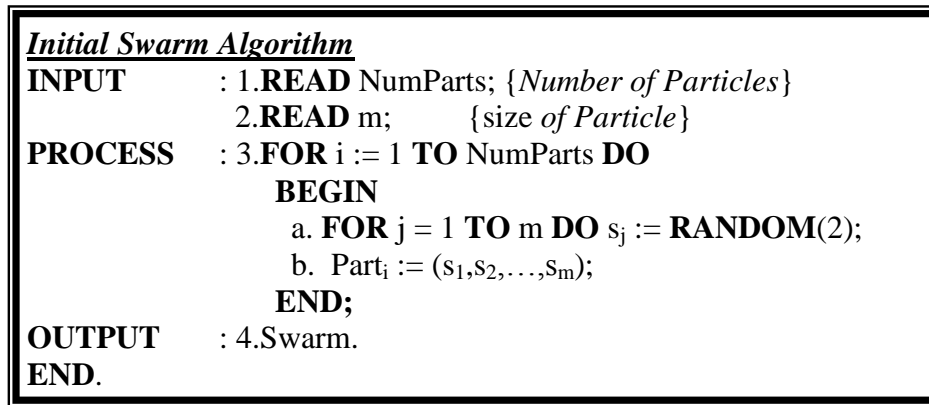 Initial Swarm Algorithm
INPUT : 1.READ NumParts; {Number of Particles}
2.READ m; {size of Particle}
PROCESS : 3.FOR i := 1 TO NumParts DO
BEGIN
a. FOR j = 1 TO m DO sj := RANDOM(2);
b. Parti := (s1,s2,…,sm);
END;
OUTPUT : 4.Swarm.
END.